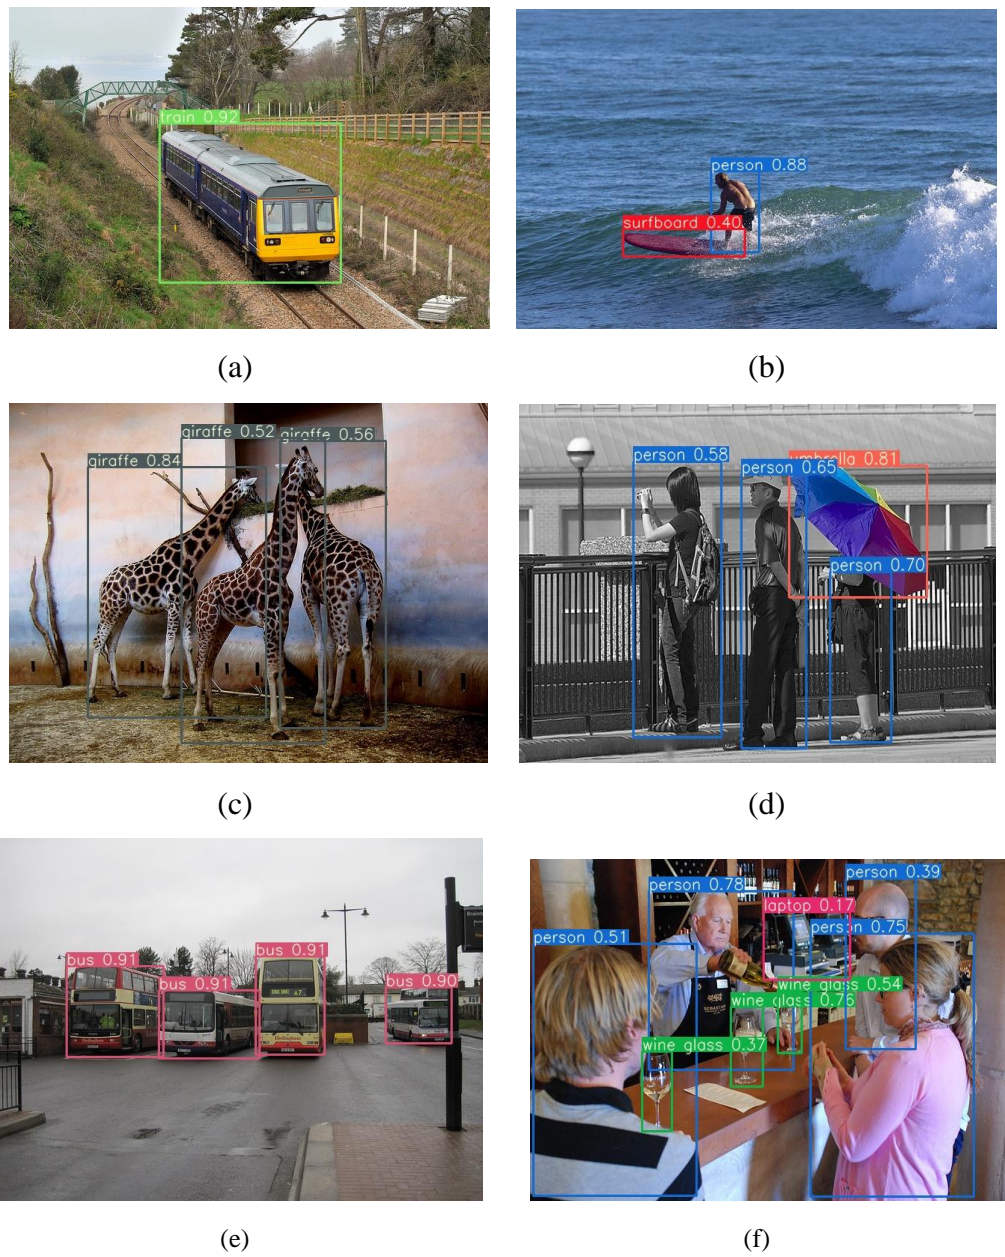 train 0.92
person 0.88
surfboard 0.40
(a)
(b)
giraffe 0.52
giraffe 0.56
giraffe 0.84
person 0.58
umbrella 0.81
person 0.65
person 0.70
(c)
(d)
bus 0.91
bus 0.91
bus 0.91
bus 0.90
47
Hedingham
person 0.78
person 0.39
laptop 0.17
person 0.75
person 0.51
wine glass 0.54
wine glass 0.76
wine glass 0.37
(e)
(f)